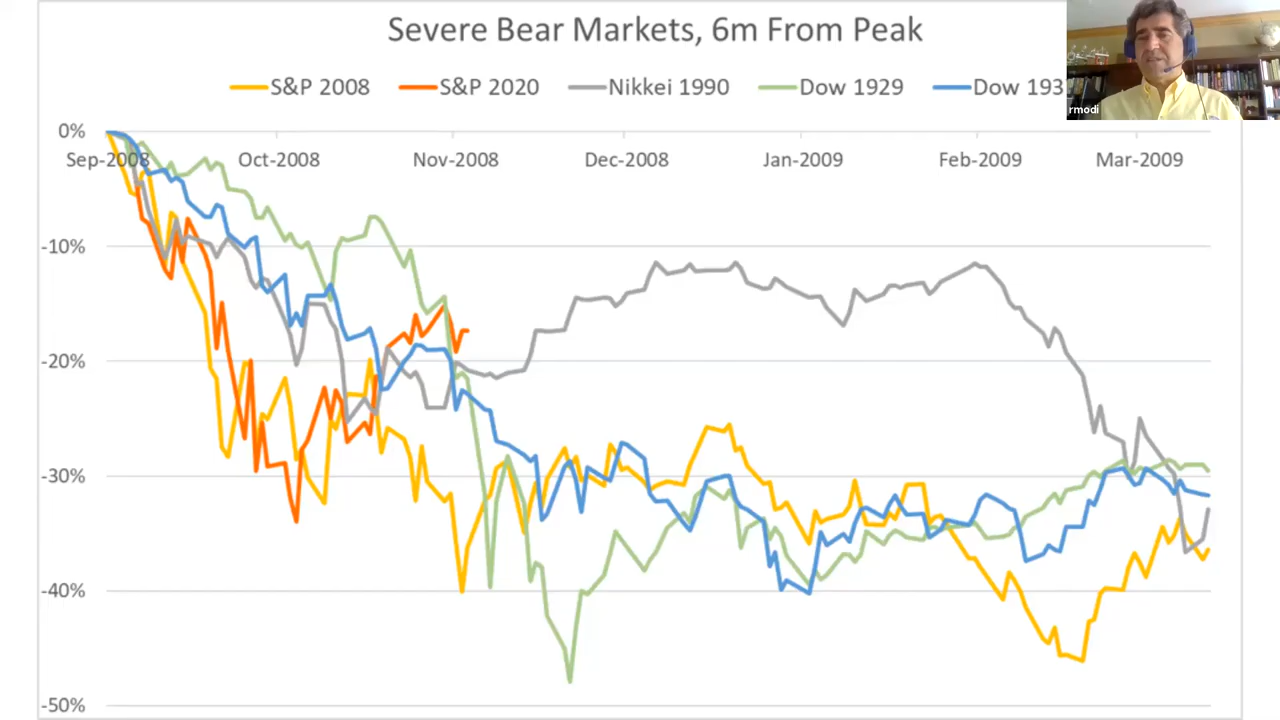 Severe Bear Markets, 6m From Peak
S&P 2008 S&P 2020 Nikkei 1990 Dow 1929 Dow 193
rmodi
0%
Sep-2008 Oct-2008 Nov-2008 Dec-2008 Jan-2009 Feb-2009 Mar-2009
-10%
-20%
-30%
-40%
-50%